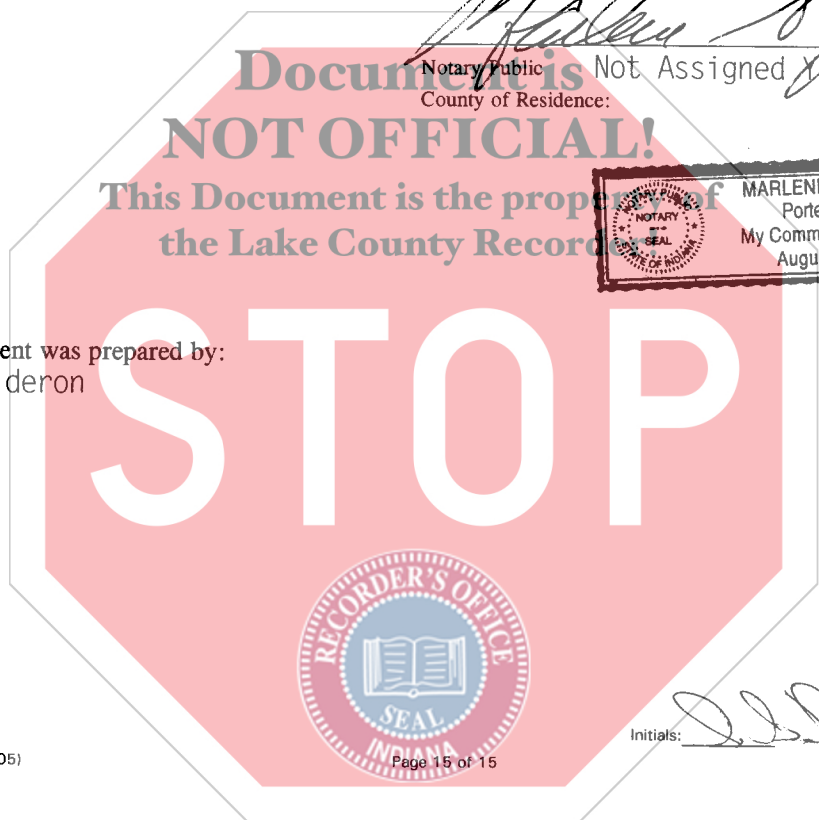 Document is
Notary Public Not Assigned
County of Residence:
NOT OFFICIAL!
This Document is the property of
the Lake County Recorder!
NOTARY PUBLIC
NOTARY
SEAL
STATE OF INDIANA
MARLEN
Porte
My Comm
Augu
ent was prepared by:
deron
STOP
RECORDER'S OFFICE
SEAL
INDIANA
Initials:
05)
Page 15 of 15